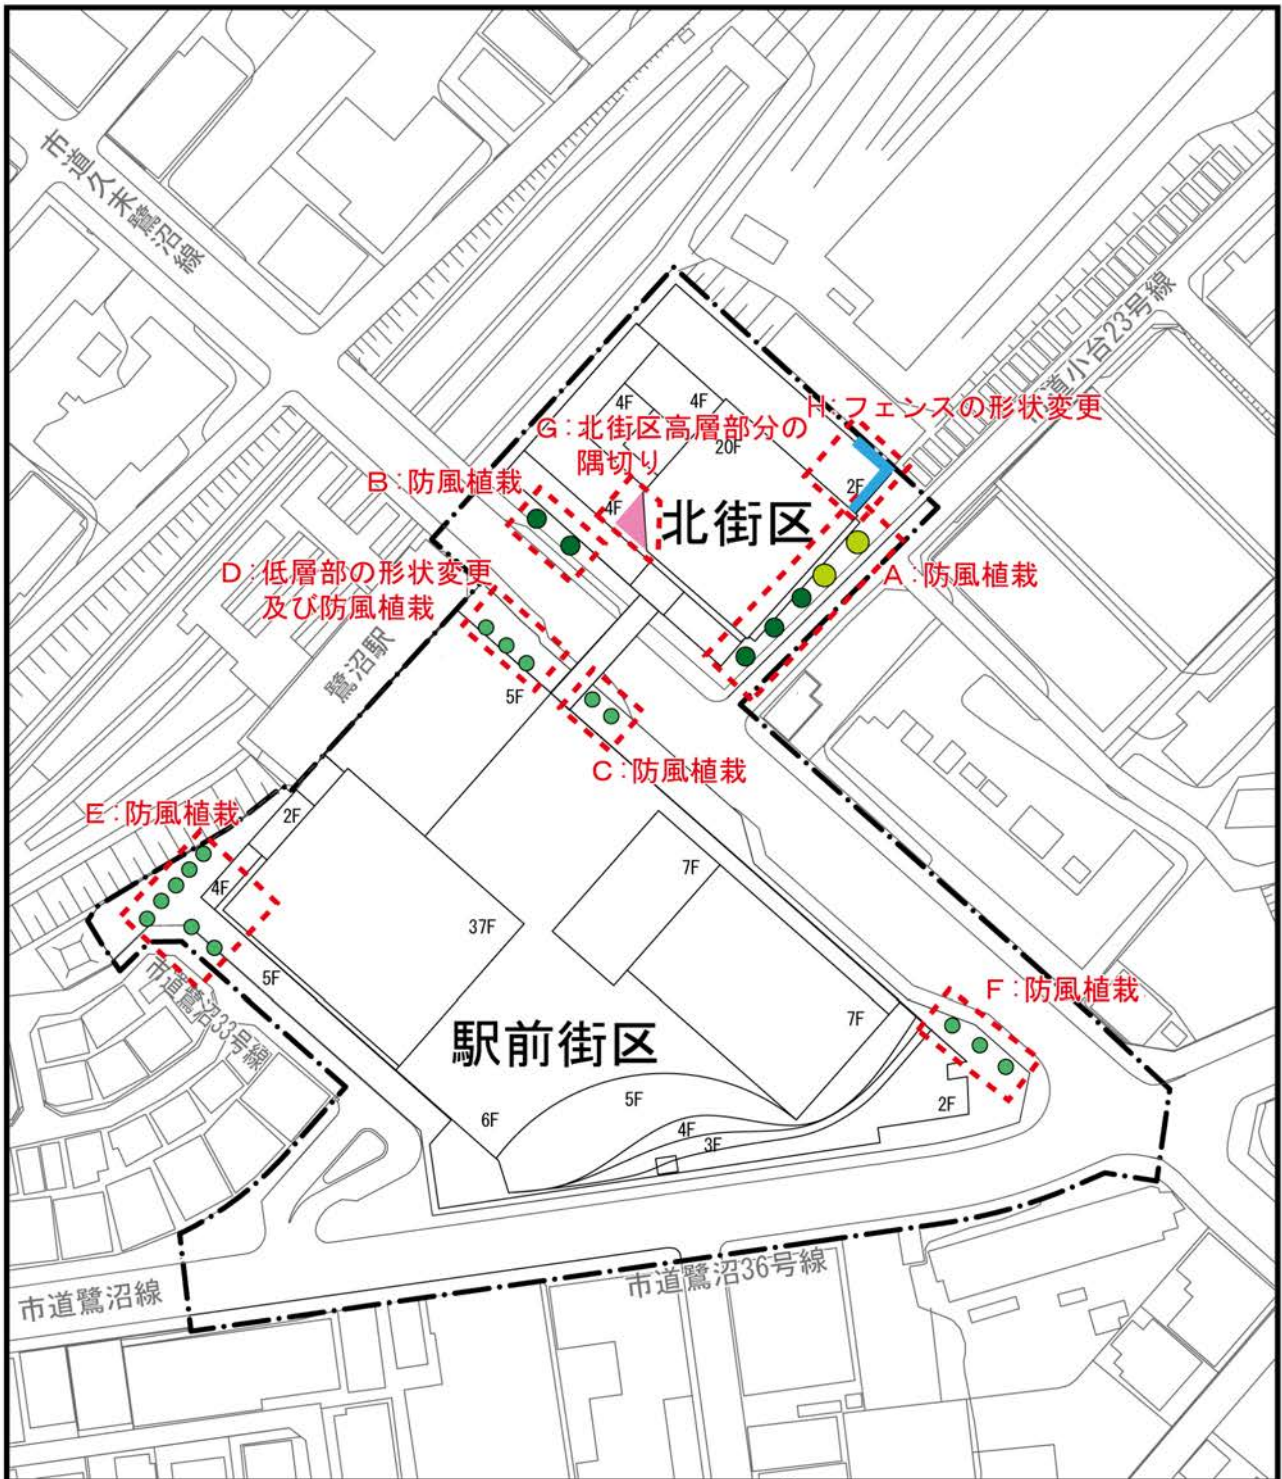 市道久末鷺沼線
道小台23号線
H：フェンスの形状変更
4F
4F
G：北街区高層部分の
隅切り
20F
B：防風植栽
2F
4F
北街区
D：低層部の形状変更
及び防風植栽
A：防風植栽
鷺沼駅
5F
C：防風植栽
E：防風植栽
2F
7F
4F
37F
5F
市道鷺沼33号線
F：防風植栽
7F
駅前街区
5F
6F
4F
2F
3F
市道鷺沼36号線
市道鷺沼線